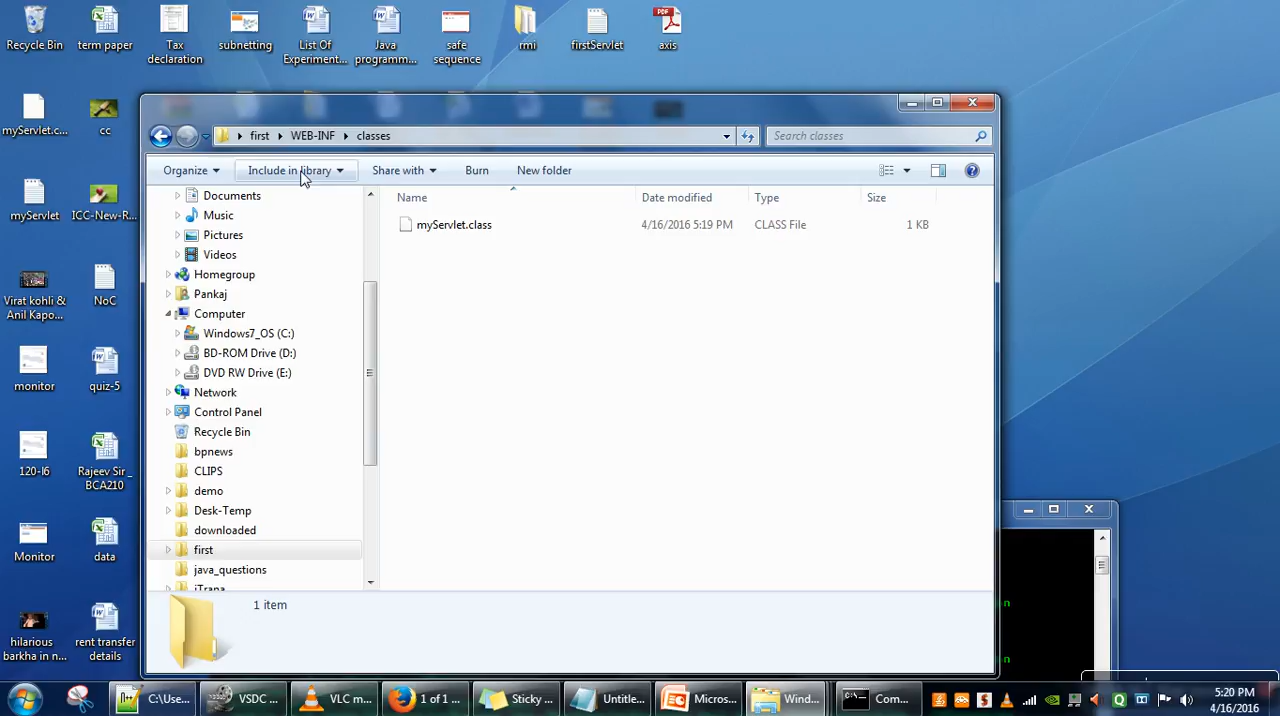 Recycle Bin
term paper
Tax declaration
subnetting
List Of Experiment...
Java programm...
safe sequence
rmi
firstServlet
axis
myServlet.c...
cc
myServlet
ICC-New-R...
Virat kohli & Anil Kapo...
NoC
monitor
quiz-5
120-I6
Rajeev Sir _ BCA210
Monitor
data
hilarious barkha in n...
rent transfer details
first WEB-INF classes
Search classes
Organize Include in library Share with Burn New folder
Name Date modified Type Size
myServlet.class 4/16/2016 5:19 PM CLASS File 1 KB
Documents
Music
Pictures
Videos
Homegroup
Pankaj
Computer
Windows7_OS (C:)
BD-ROM Drive (D:)
DVD RW Drive (E:)
Network
Control Panel
Recycle Bin
bpnews
CLIPS
demo
Desk-Temp
downloaded
first
java_questions
jTrana
1 item
n
n
C:\Use... VSDC ... VLC m... 1 of 1 ... Sticky ... Untitle... Micros... Wind... Com...
5:20 PM
4/16/2016